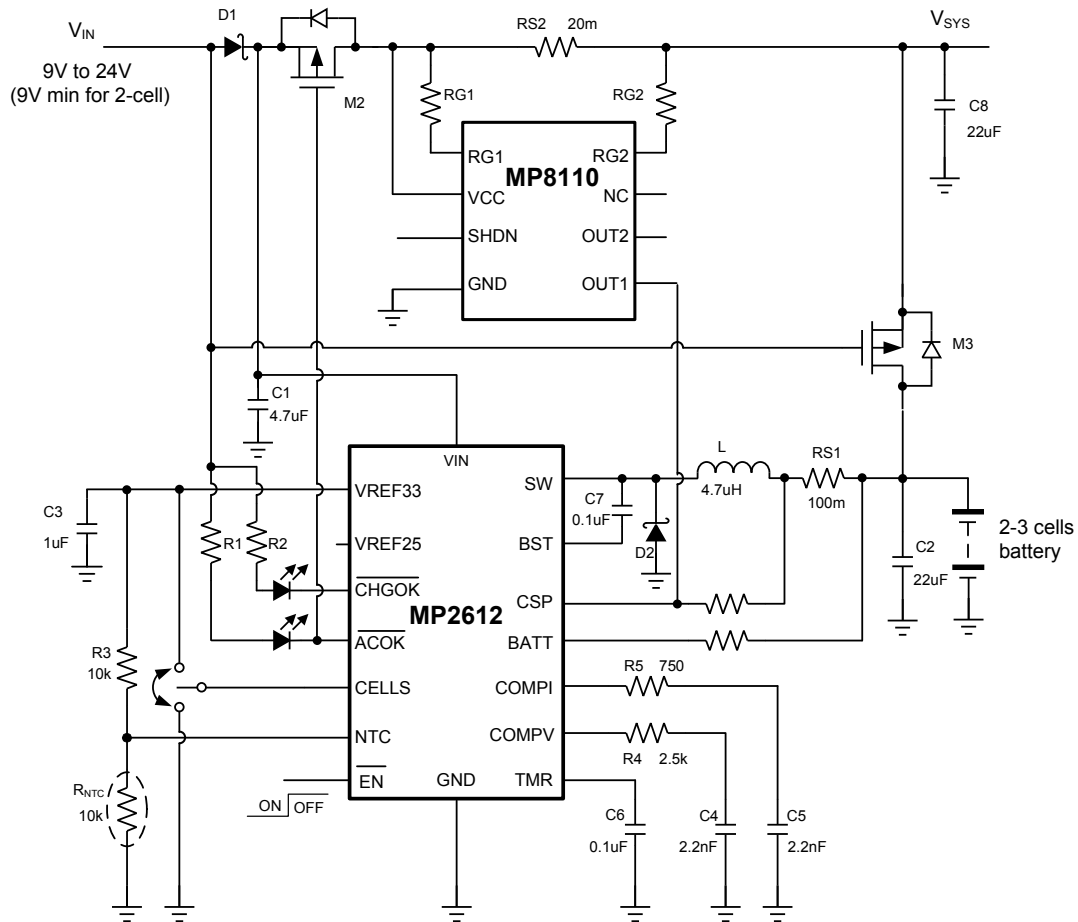 D1
RS2 20m
V_IN
V_SYS
9V to 24V
(9V min for 2-cell)
M2
RG1
RG2
C8
22uF
RG1
RG2
MP8110
VCC
NC
SHDN
OUT2
GND
OUT1
M3
C1
4.7uF
VIN
L
4.7uH
RS1
100m
VREF33
SW
C3
1uF
C7
0.1uF
R1
R2
VREF25
BST
D2
2-3 cells
battery
C2
22uF
CHGOK
MP2612
CSP
ACOK
BATT
R3
10k
CELLS
COMPI
R5 750
NTC
COMPV
R4 2.5k
R_NTC
10k
EN
GND
TMR
ON OFF
C6
0.1uF
C4
2.2nF
C5
2.2nF